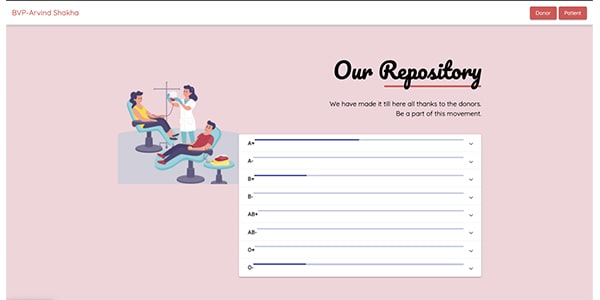 BVP-Arvind Shakha
Donor
Patient
Our Repository
We have made it till here all thanks to the donors.
Be a part of this movement.
A+
A-
B+
B-
AB+
AB-
O+
O-